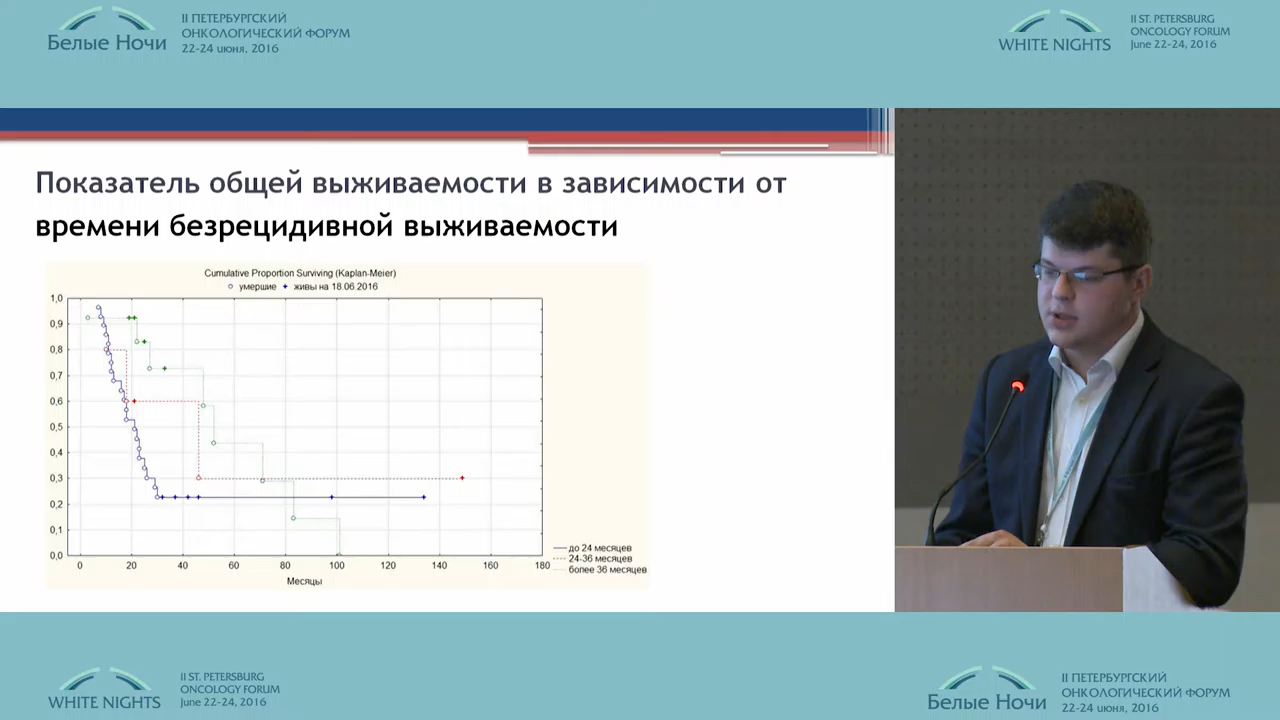 II ПЕТЕРБУРГСКИЙ
ОНКОЛОГИЧЕСКИЙ ФОРУМ
22-24 июня, 2016
Белые Ночи
II ST. PETERSBURG
ONCOLOGY FORUM
June 22-24, 2016
WHITE NIGHTS
Показатель общей выживаемости в зависимости от
времени безрецидивной выживаемости
Cumulative Proportion Surviving (Kaplan-Meier)
умершие живы на 18.06.2016
1,0
0,9
0,8
0,7
0,6
0,5
0,4
0,3
0,2
0,1
0,0
0 20 40 60 80 100 120 140 160 180
Месяцы
до 24 месяцев
24-36 месяцев
более 36 месяцев
WHITE NIGHTS
II ST. PETERSBURG
ONCOLOGY FORUM
June 22-24, 2016
Белые Ночи
II ПЕТЕРБУРГСКИЙ
ОНКОЛОГИЧЕСКИЙ ФОРУМ
22-24 июня, 2016